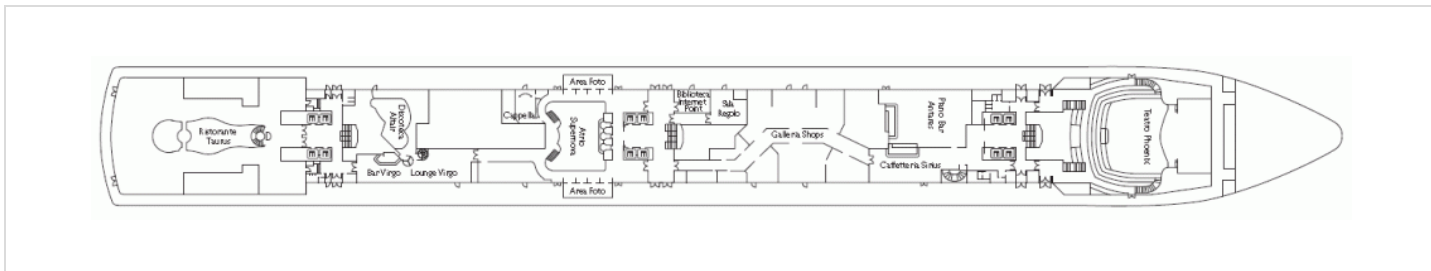 Ristorante
Taurus
Discoteca
Altair
Bar Virgo
Lounge Virgo
Cappella
Area Foto
Atrio
Supernova
Area Foto
Biblioteca
Internet
Point
Sala
Regolo
Galleria Shops
Piano Bar
Antares
Caffetteria Sirius
Teatro Phoenix